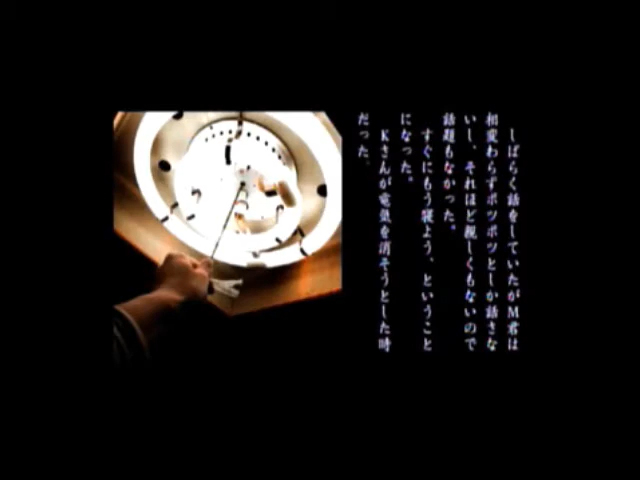 しばらく話をしていたがM君は
相変わらずポツポツとしか話さな
いし、それほど親しくもないので
話題もなかった。
すぐにもう寝よう、ということ
になった。
Kさんが電気を消そうとした時
だった。